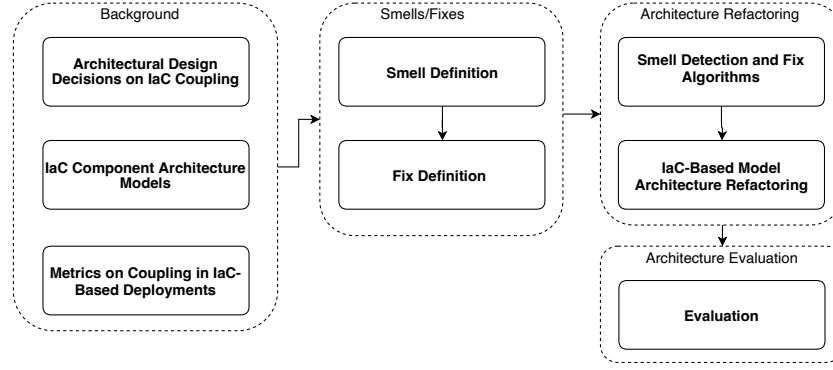 Background
Architectural Design
Decisions on IaC Coupling
IaC Component Architecture
Models
Metrics on Coupling in IaC-
Based Deployments
Smells/Fixes
Smell Definition
Fix Definition
Architecture Refactoring
Smell Detection and Fix
Algorithms
IaC-Based Model
Architecture Refactoring
Architecture Evaluation
Evaluation